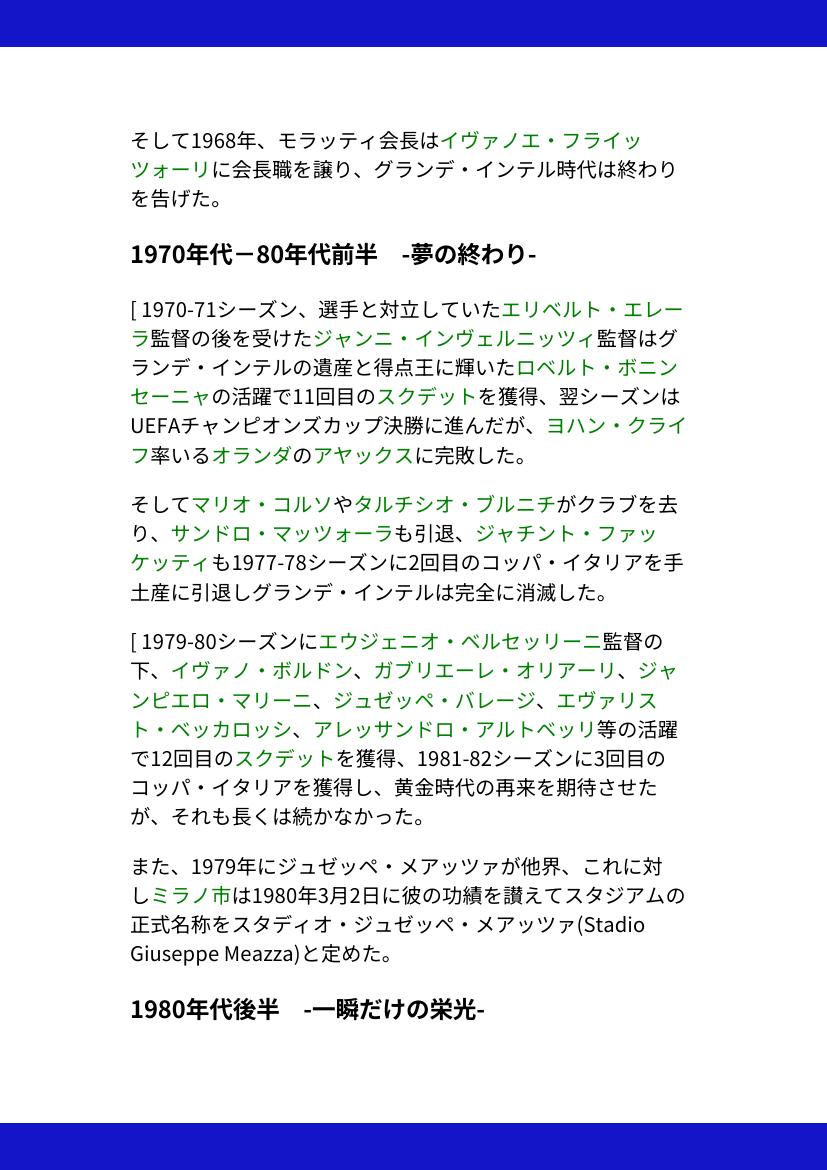 そして1968年、モラッティ会長はイヴァノエ・フライッ
ツォーリに会長職を譲り、グランデ・インテル時代は終わり
を告げた。
1970年代－80年代前半　-夢の終わり-
[ 1970-71シーズン、選手と対立していたエリベルト・エレー
ラ監督の後を受けたジャンニ・インヴェルニッツィ監督はグ
ランデ・インテルの遺産と得点王に輝いたロベルト・ボニン
セーニャの活躍で11回目のスクデットを獲得、翌シーズンは
UEFAチャンピオンズカップ決勝に進んだが、ヨハン・クライ
フ率いるオランダのアヤックスに完敗した。
そしてマリオ・コルソやタルチシオ・ブルニチがクラブを去
り、サンドロ・マッツォーラも引退、ジャチント・ファッ
ケッティも1977-78シーズンに2回目のコッパ・イタリアを手
土産に引退しグランデ・インテルは完全に消滅した。
[ 1979-80シーズンにエウジェニオ・ベルセッリーニ監督の
下、イヴァノ・ボルドン、ガブリエーレ・オリアーリ、ジャ
ンピエロ・マリーニ、ジュゼッペ・バレージ、エヴァリス
ト・ベッカロッシ、アレッサンドロ・アルトベッリ等の活躍
で12回目のスクデットを獲得、1981-82シーズンに3回目の
コッパ・イタリアを獲得し、黄金時代の再来を期待させた
が、それも長くは続かなかった。
また、1979年にジュゼッペ・メアッツァが他界、これに対
しミラノ市は1980年3月2日に彼の功績を讃えてスタジアムの
正式名称をスタディオ・ジュゼッペ・メアッツァ(Stadio
Giuseppe Meazza)と定めた。
1980年代後半　-一瞬だけの栄光-